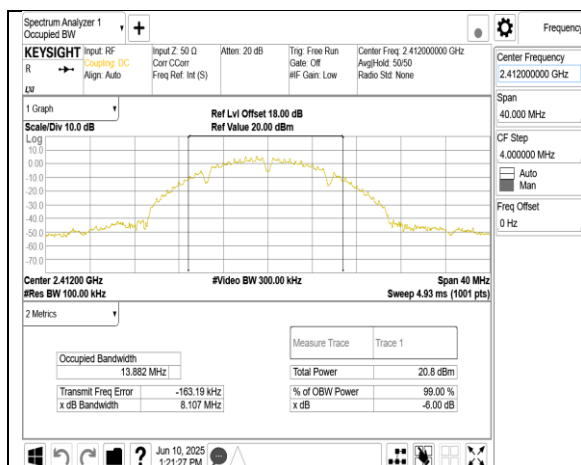 Spectrum Analyzer 1
Occupied BW
Frequency
KEYSIGHT
R
LXI
Input: RF
Coupling: DC
Align: Auto
Input Z: 50 Ω
Corr CCorr
Freq Ref: Int (S)
Atten: 20 dB
Trig: Free Run
Gate: Off
#IF Gain: Low
Center Freq: 2.412000000 GHz
Avg|Hold: 50/50
Radio Std: None
Center Frequency
2.412000000 GHz
Span
40.000 MHz
CF Step
4.000000 MHz
Auto
Man
Freq Offset
0 Hz
1 Graph
Scale/Div 10.0 dB
Ref Lvl Offset 18.00 dB
Ref Value 20.00 dBm
Log
10.0
0.00
-10.0
-20.0
-30.0
-40.0
-50.0
-60.0
-70.0
Center 2.41200 GHz
#Res BW 100.00 kHz
#Video BW 300.00 kHz
Span 40 MHz
Sweep 4.93 ms (1001 pts)
2 Metrics
Measure Trace Trace 1
Occupied Bandwidth
13.882 MHz
Total Power 20.8 dBm
Transmit Freq Error -163.19 kHz
% of OBW Power 99.00 %
x dB Bandwidth 8.107 MHz
x dB -6.00 dB
Jun 10, 2025
1:21:27 PM